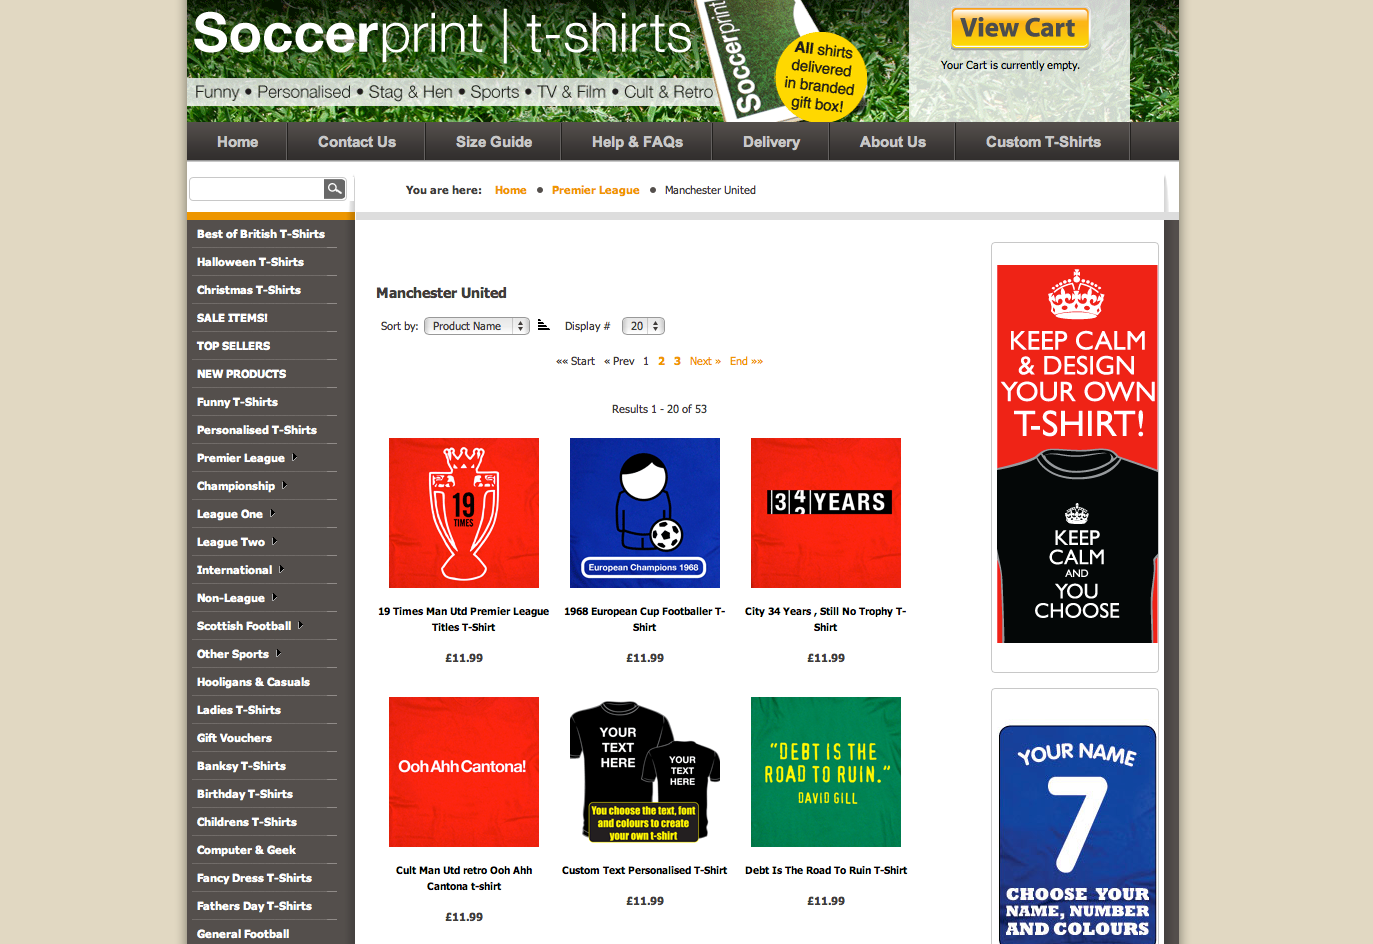 Soccerprint | t-shirts
Funny • Personalised • Stag & Hen • Sports • TV & Film • Cult & Retro
Soccerprint
All shirts
delivered
in branded
gift box!
View Cart
Your Cart is currently empty.
Home
Contact Us
Size Guide
Help & FAQs
Delivery
About Us
Custom T-Shirts
You are here: Home • Premier League • Manchester United
Best of British T-Shirts
Halloween T-Shirts
Christmas T-Shirts
SALE ITEMS!
TOP SELLERS
NEW PRODUCTS
Funny T-Shirts
Personalised T-Shirts
Premier League
Championship
League One
League Two
International
Non-League
Scottish Football
Other Sports
Hooligans & Casuals
Ladies T-Shirts
Gift Vouchers
Banksy T-Shirts
Birthday T-Shirts
Childrens T-Shirts
Computer & Geek
Fancy Dress T-Shirts
Fathers Day T-Shirts
General Football
Manchester United
Sort by: Product Name Display # 20
«« Start « Prev 1 2 3 Next » End »»
Results 1 - 20 of 53
19
TIMES
19 Times Man Utd Premier League
Titles T-Shirt
£11.99
European Champions 1968
1968 European Cup Footballer T-
Shirt
£11.99
34 YEARS
City 34 Years , Still No Trophy T-
Shirt
£11.99
Ooh Ahh Cantona!
Cult Man Utd retro Ooh Ahh
Cantona t-shirt
£11.99
YOUR
TEXT
HERE
YOUR
TEXT
HERE
You choose the text, font
and colours to create
your own t-shirt
Custom Text Personalised T-Shirt
£11.99
"DEBT IS THE
ROAD TO RUIN."
DAVID GILL
Debt Is The Road To Ruin T-Shirt
£11.99
KEEP CALM
& DESIGN
YOUR OWN
T-SHIRT!
KEEP
CALM
AND
YOU
CHOOSE
YOUR NAME
7
CHOOSE YOUR
NAME, NUMBER
AND COLOURS